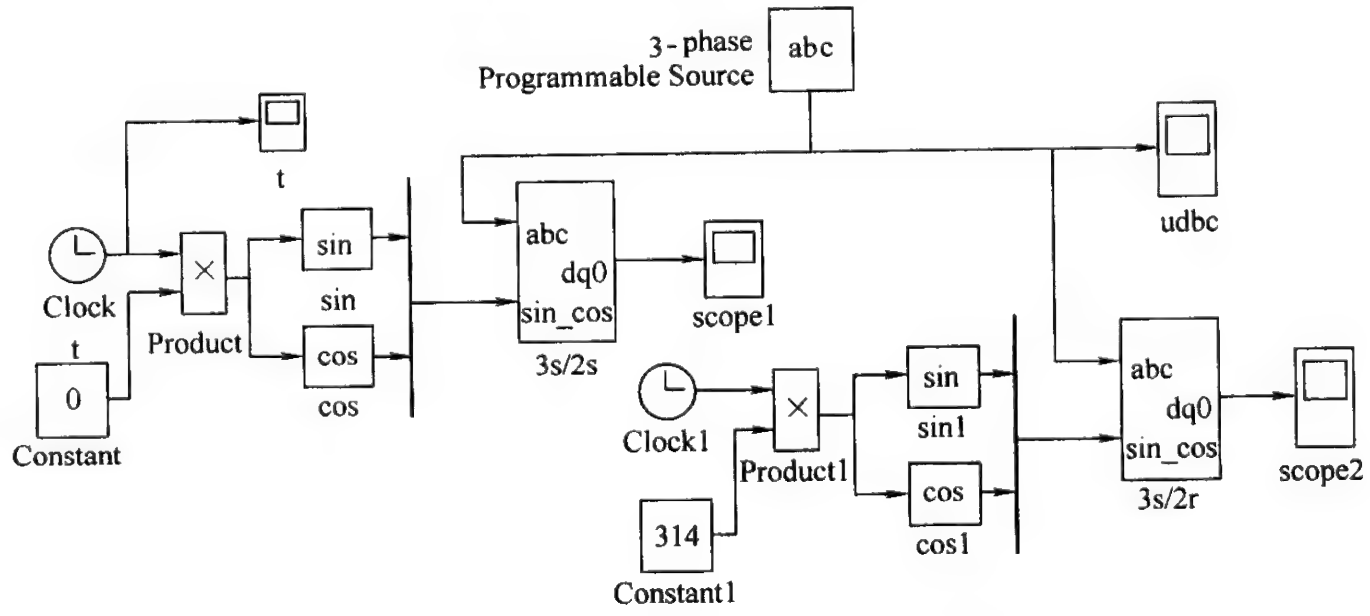 3-phase
Programmable Source
abc
t
udbc
Clock
t
×
Product
sin
sin
cos
cos
0
Constant
abc
dq0
sin_cos
3s/2s
scope1
Clock1
×
Product1
314
Constant1
sin
sin1
cos
cos1
abc
dq0
sin_cos
3s/2r
scope2